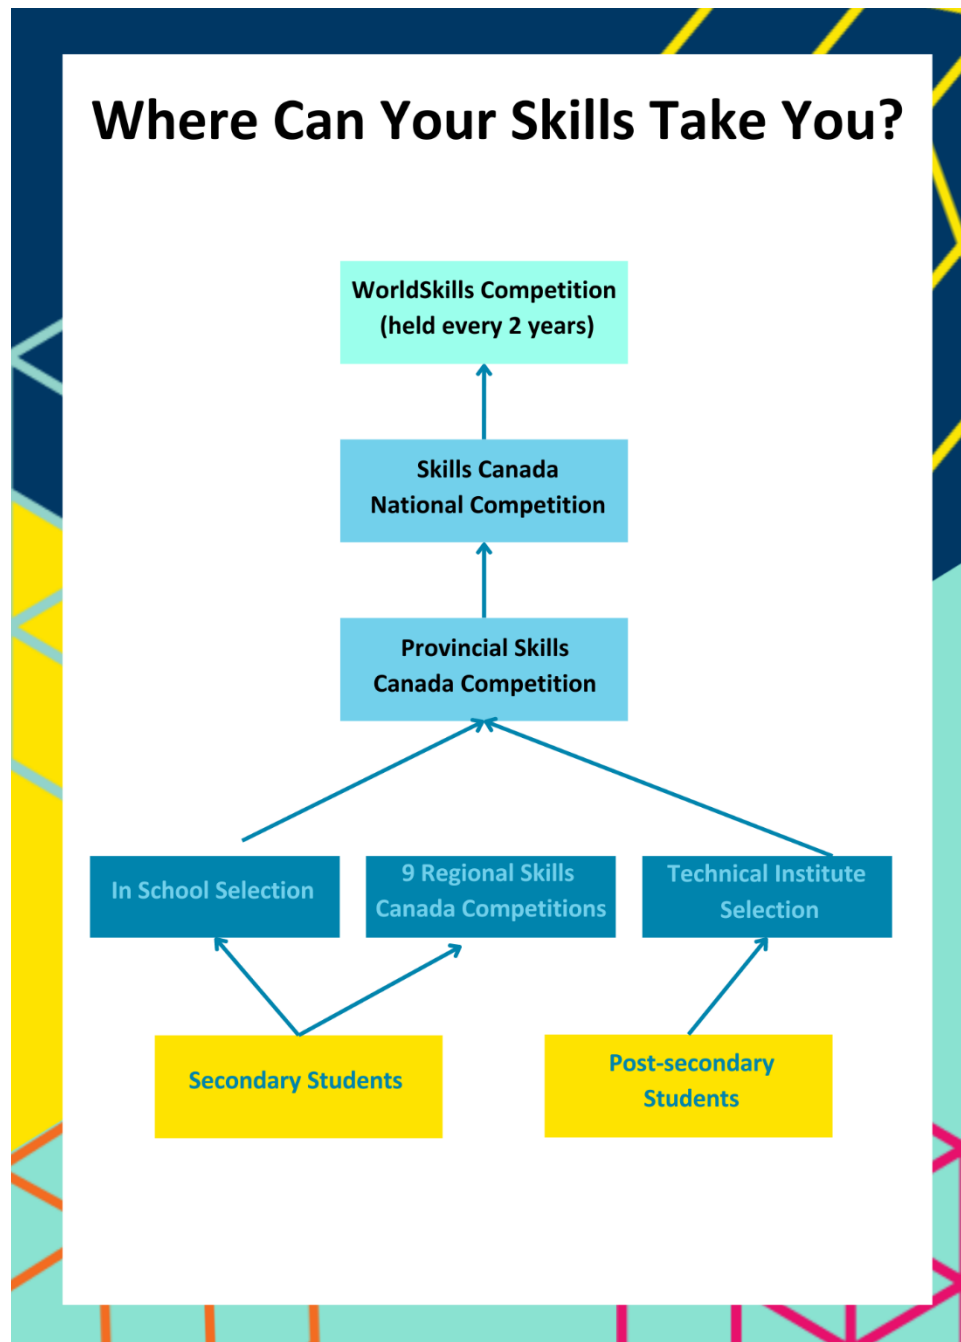 Where Can Your Skills Take You?
WorldSkills Competition
(held every 2 years)
Skills Canada
National Competition
Provincial Skills
Canada Competition
In School Selection
9 Regional Skills
Canada Competitions
Technical Institute
Selection
Secondary Students
Post-secondary
Students